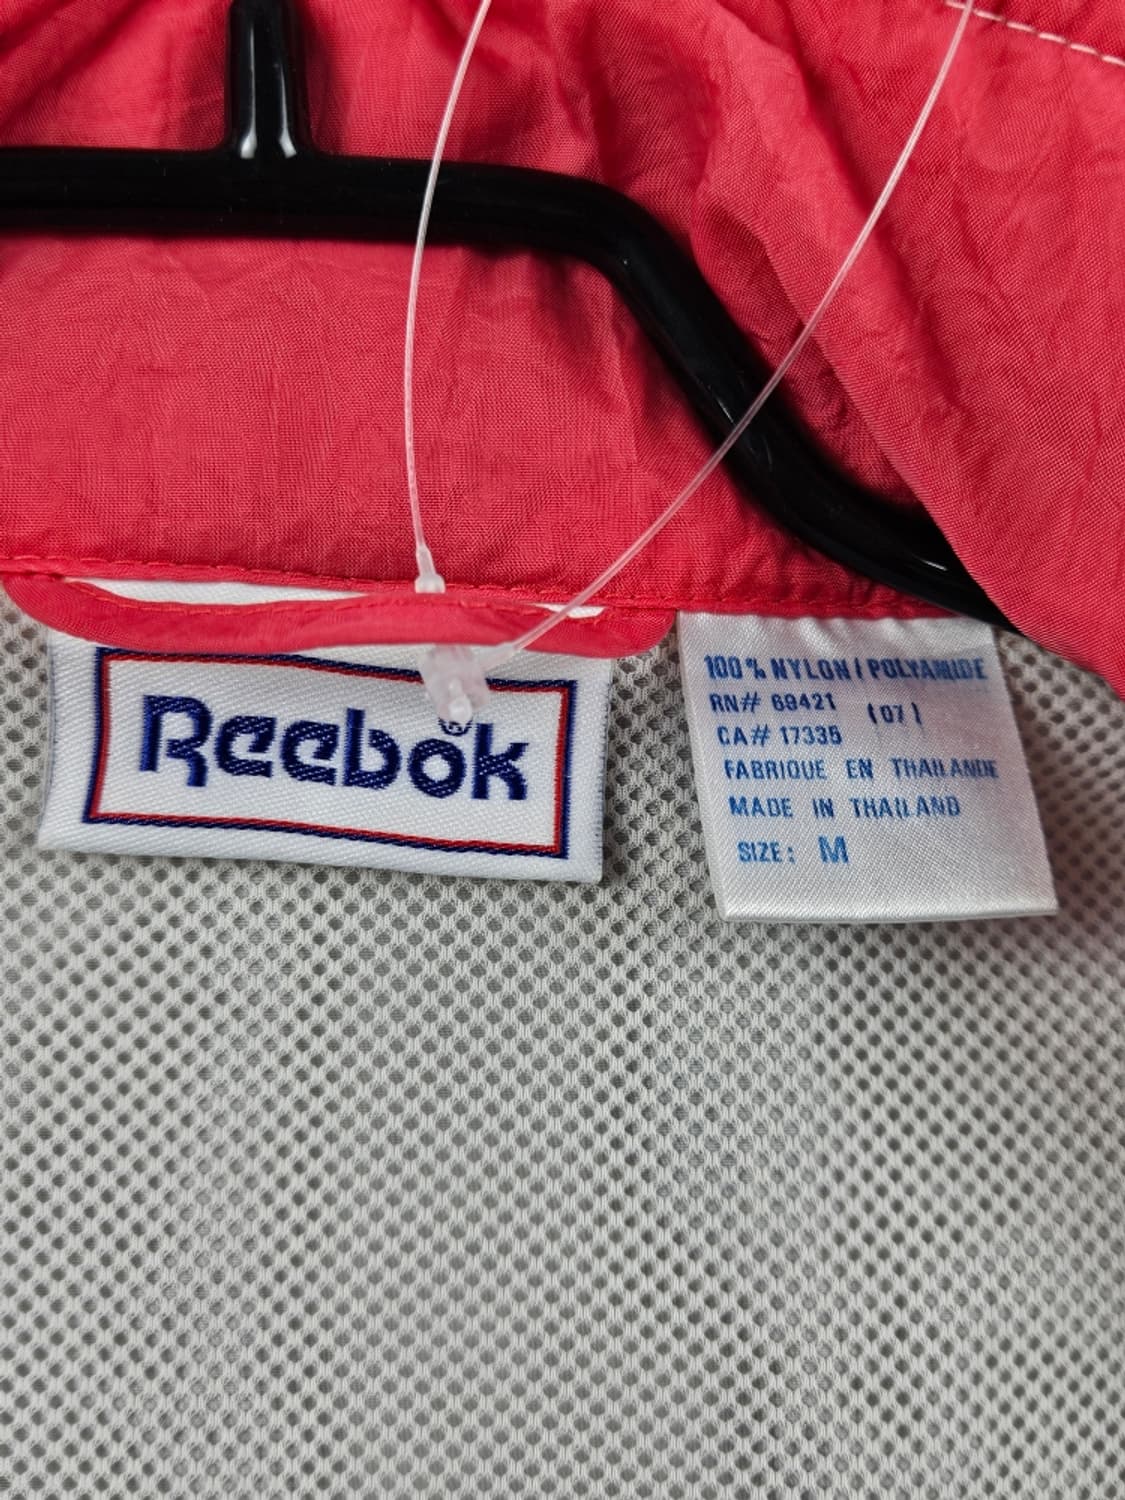 Reebok®
100% NYLON/POLYAMIDE
RN# 69421 (07)
CA# 17335
FABRIQUE EN THAILANDE
MADE IN THAILAND
SIZE: M